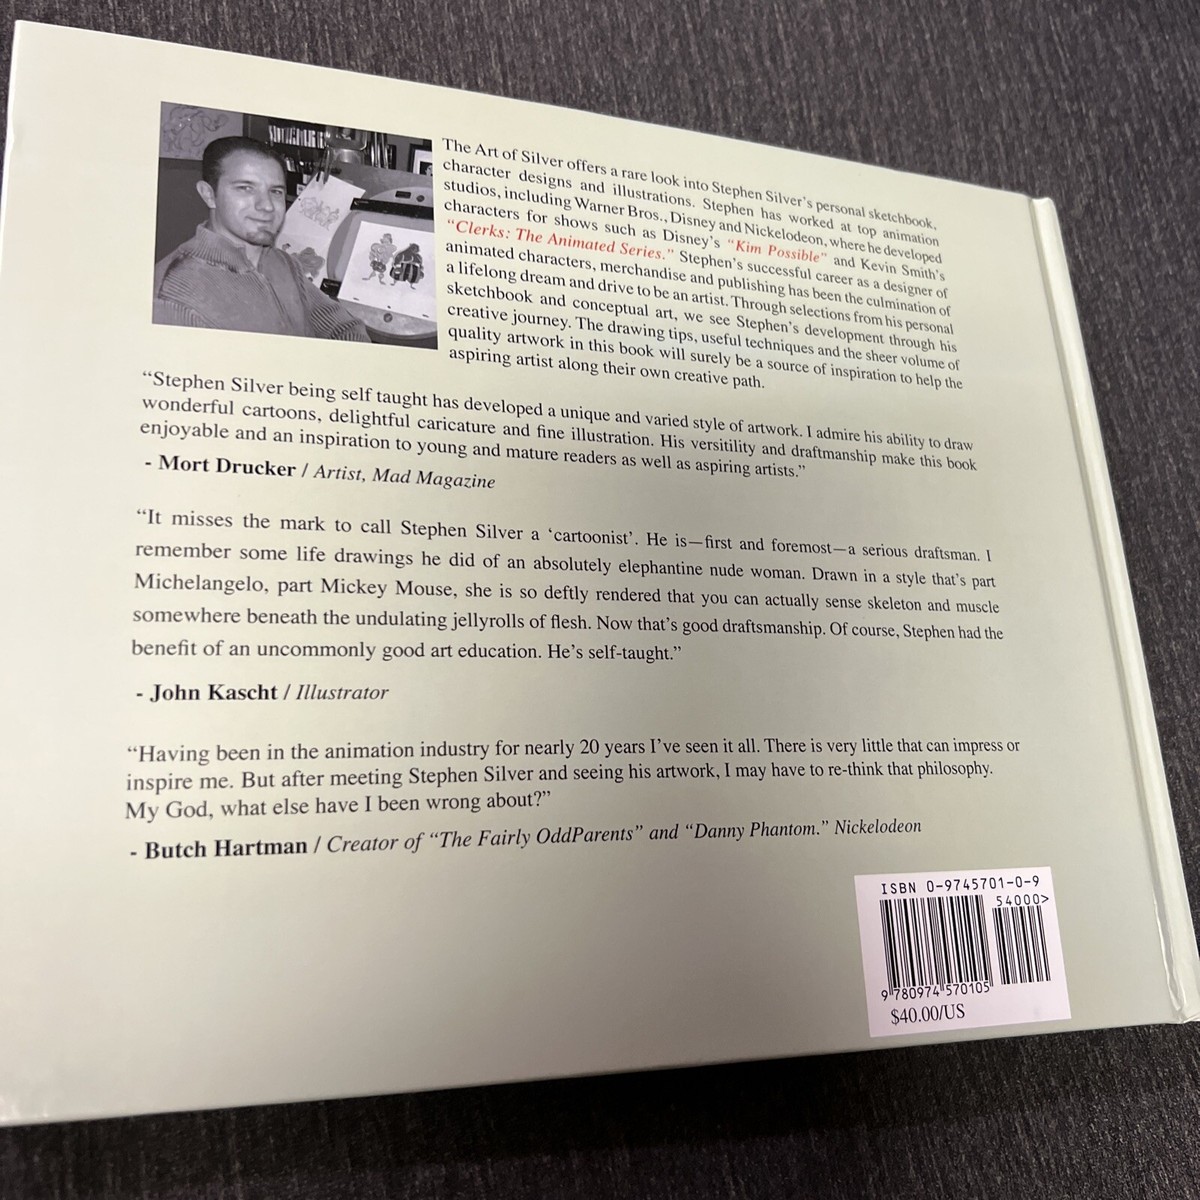 The Art of Silver offers a rare look into Stephen Silver's personal sketchbook,
character designs and illustrations. Stephen has worked at top animation
studios, including Warner Bros., Disney and Nickelodeon, where he developed
characters for shows such as Disney's "Kim Possible" and Kevin Smith's
"Clerks: The Animated Series." Stephen's successful career as a designer of
animated characters, merchandise and publishing has been the culmination of
a lifelong dream and drive to be an artist. Through selections from his personal
sketchbook and conceptual art, we see Stephen's development through his
creative journey. The drawing tips, useful techniques and the sheer volume of
quality artwork in this book will surely be a source of inspiration to help the
aspiring artist along their own creative path.
“Stephen Silver being self taught has developed a unique and varied style of artwork. I admire his ability to draw
wonderful cartoons, delightful caricature and fine illustration. His versitility and draftmanship make this book
enjoyable and an inspiration to young and mature readers as well as aspiring artists.”
- Mort Drucker / Artist, Mad Magazine
“It misses the mark to call Stephen Silver a ‘cartoonist’. He is—first and foremost—a serious draftsman. I
remember some life drawings he did of an absolutely elephantine nude woman. Drawn in a style that's part
Michelangelo, part Mickey Mouse, she is so deftly rendered that you can actually sense skeleton and muscle
somewhere beneath the undulating jellyrolls of flesh. Now that's good draftsmanship. Of course, Stephen had the
benefit of an uncommonly good art education. He's self-taught.”
- John Kascht / Illustrator
“Having been in the animation industry for nearly 20 years I've seen it all. There is very little that can impress or
inspire me. But after meeting Stephen Silver and seeing his artwork, I may have to re-think that philosophy.
My God, what else have I been wrong about?”
- Butch Hartman / Creator of “The Fairly OddParents” and “Danny Phantom.” Nickelodeon
ISBN 0-9745701-0-9
54000>
9 780974 570105
$40.00/US